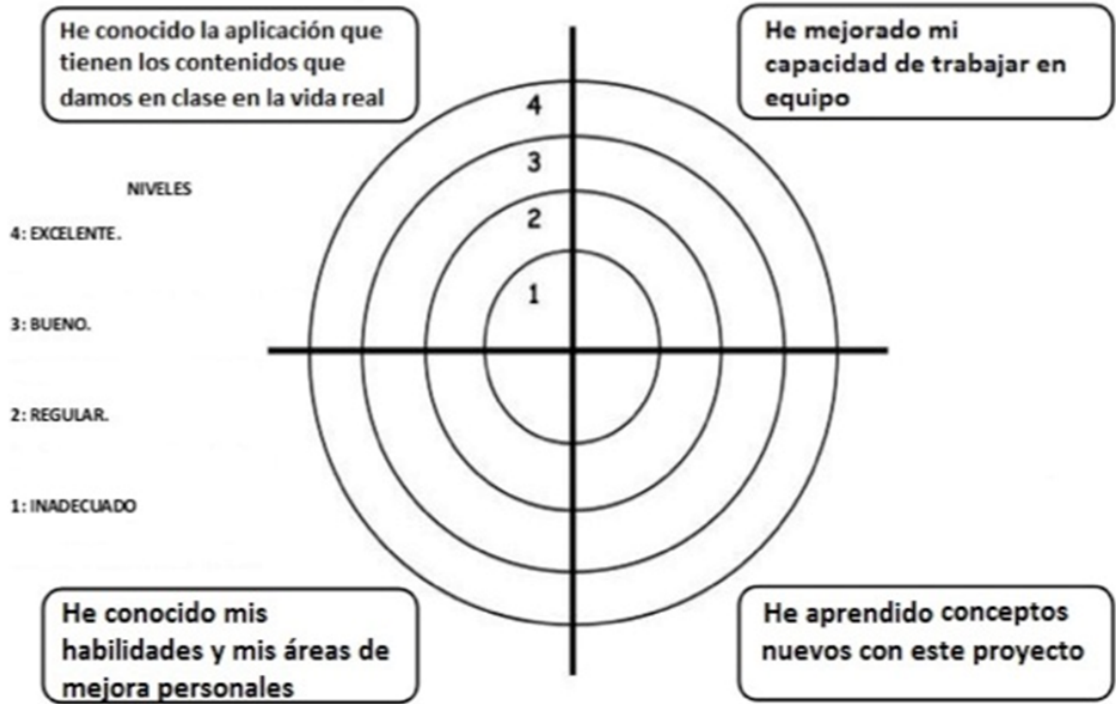 He conocido la aplicación que
tienen los contenidos que
damos en clase en la vida real
He mejorado mi
capacidad de trabajar en
equipo
4
3
2
1
NIVELES
4: EXCELENTE.
3: BUENO.
2: REGULAR.
1: INADECUADO
He conocido mis
habilidades y mis áreas de
mejora personales
He aprendido conceptos
nuevos con este proyecto